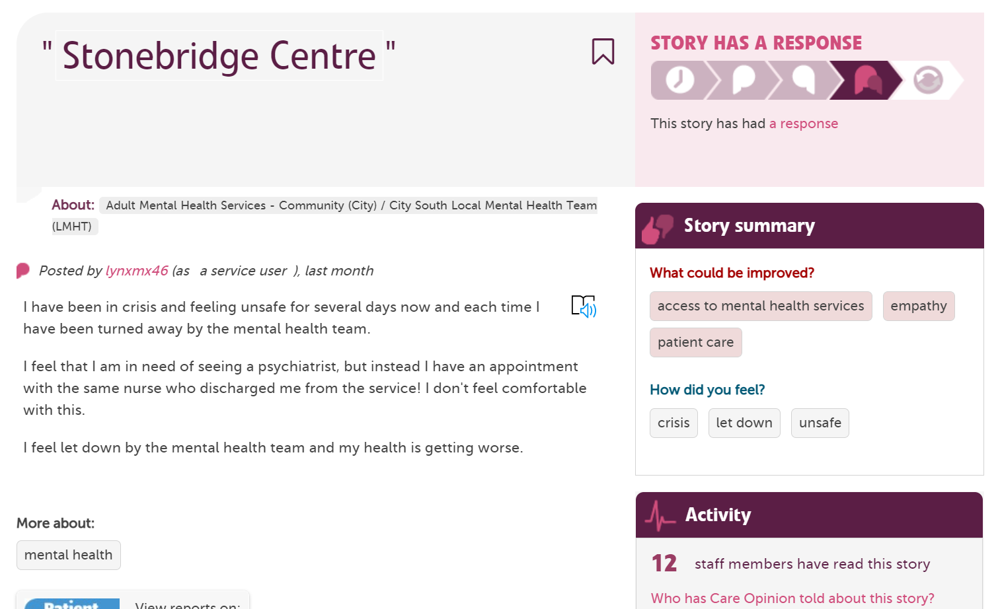 " Stonebridge Centre "
STORY HAS A RESPONSE
This story has had a response
About: Adult Mental Health Services - Community (City) / City South Local Mental Health Team
(LMHT)
Posted by lynxmx46 (as a service user ), last month
I have been in crisis and feeling unsafe for several days now and each time I
have been turned away by the mental health team.
I feel that I am in need of seeing a psychiatrist, but instead I have an appointment
with the same nurse who discharged me from the service! I don't feel comfortable
with this.
I feel let down by the mental health team and my health is getting worse.
More about:
mental health
Patient
View reports on:
Story summary
What could be improved?
access to mental health services empathy
patient care
How did you feel?
crisis let down unsafe
Activity
12 staff members have read this story
Who has Care Opinion told about this story?